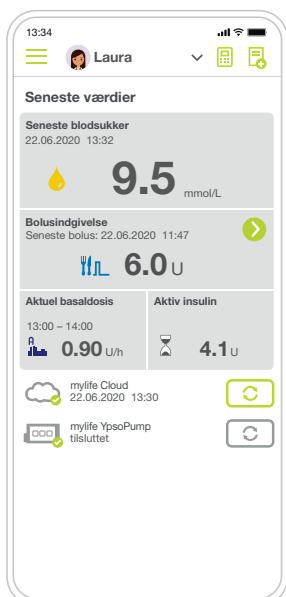 13:34
Laura
Seneste værdier
Seneste blodsukker
22.06.2020 13:32
9.5 mmol/L
Bolusindgivelse
Seneste bolus: 22.06.2020 11:47
6.0 U
Aktuel basaldosis
13:00 – 14:00
A
0.90 U/h
Aktiv insulin
4.1 U
mylife Cloud
22.06.2020 13:30
mylife YpsoPump
tilsluttet